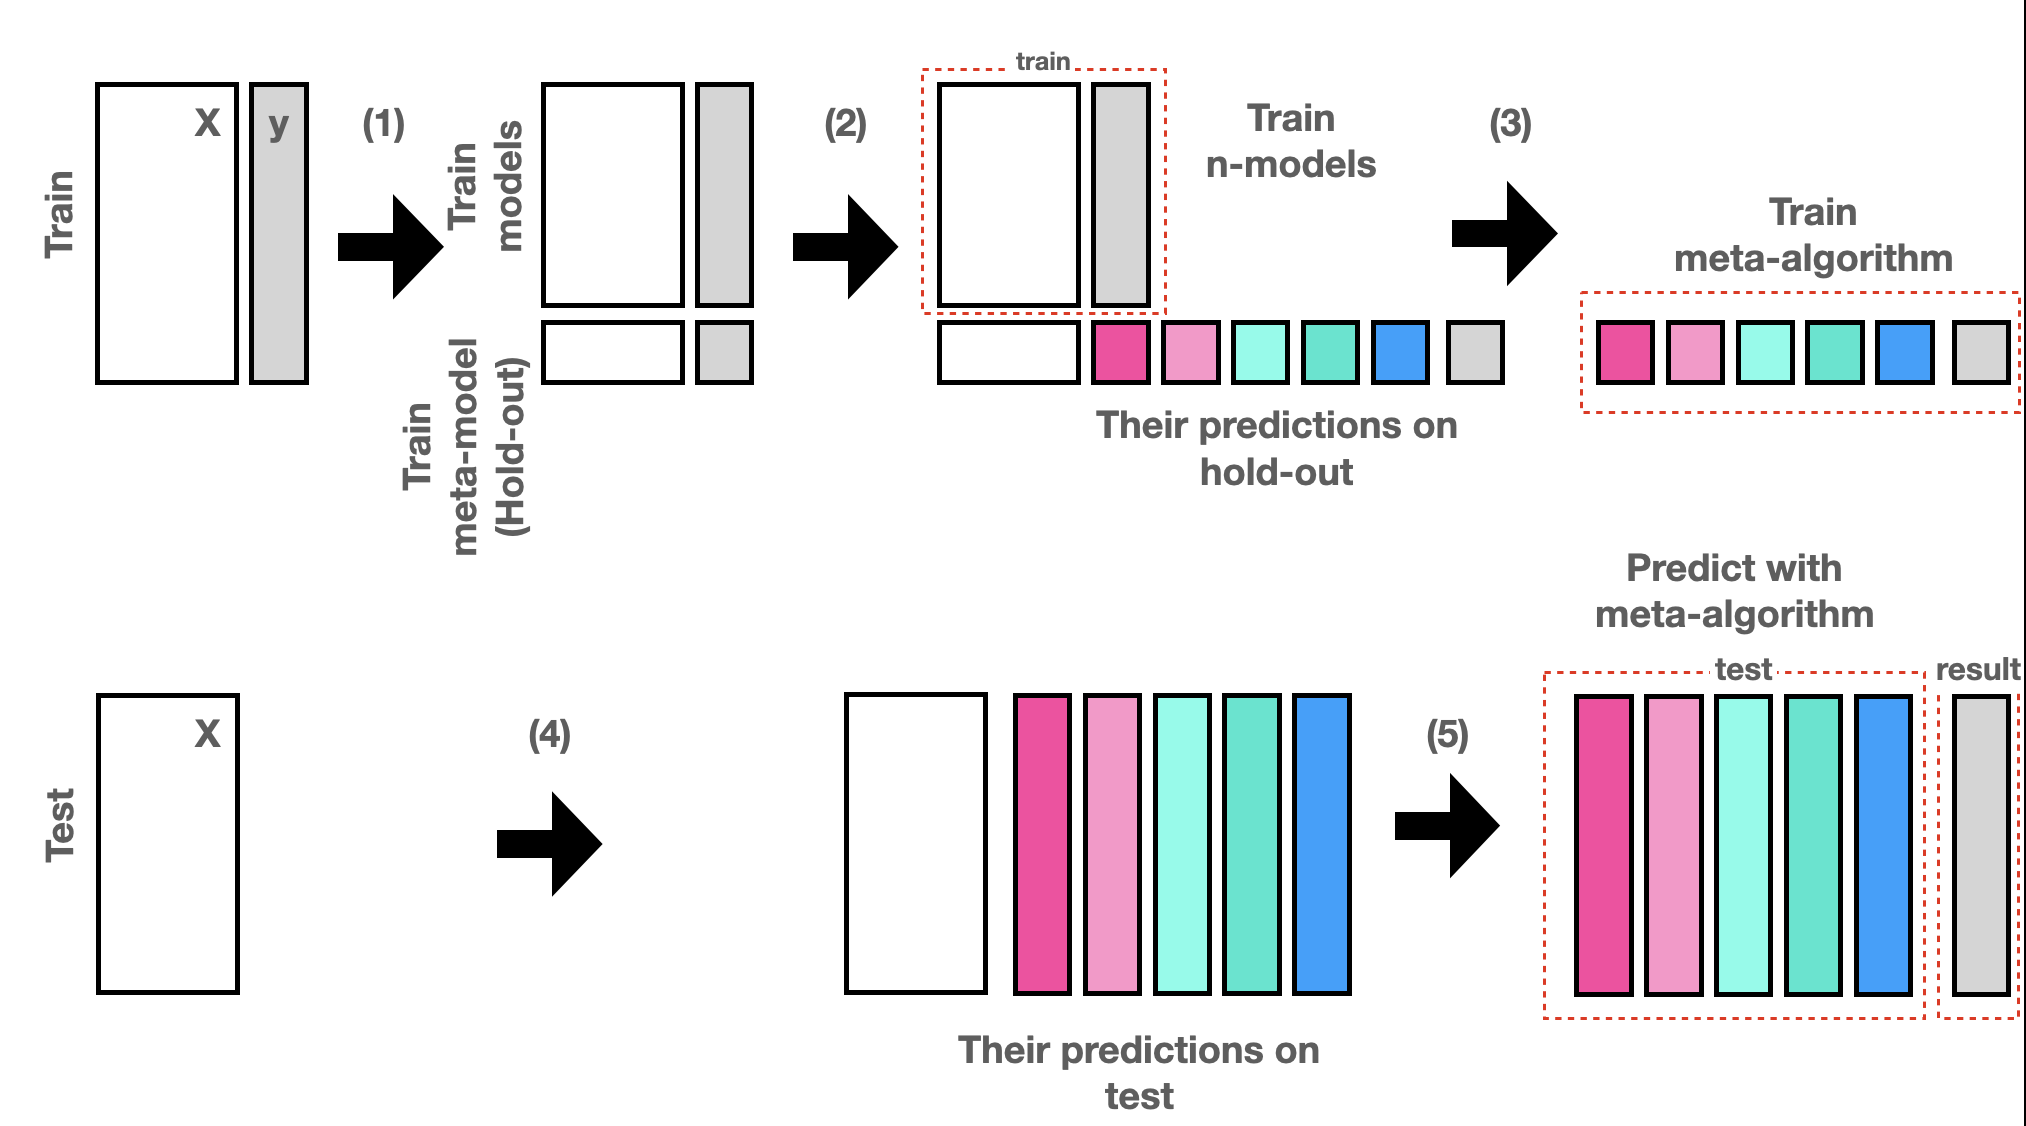 train
X
y
(1)
Train
Train
models
(2)
Train
n-models
(3)
Train
meta-algorithm
Train
meta-model
(Hold-out)
Their predictions on
hold-out
Predict with
meta-algorithm
test
result
X
Test
(4)
(5)
Their predictions on
test